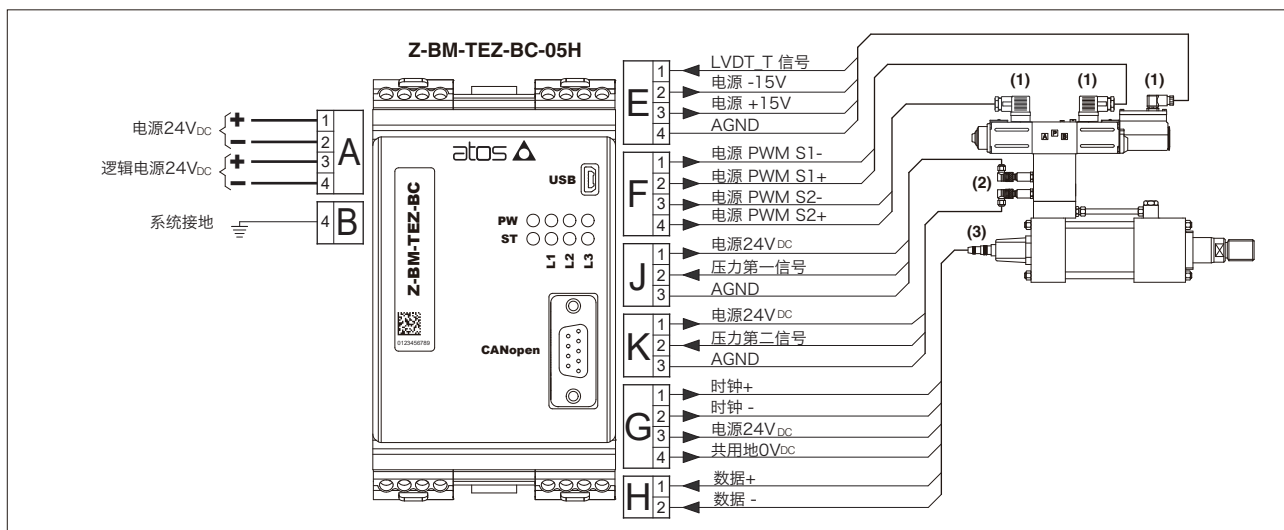 Z-BM-TEZ-BC-05H
电源24VDC
+
-
逻辑电源24VDC
+
-
1
2
3
4
A
系统接地
4
B
atos
USB
PW
ST
L1 L2 L3
Z-BM-TEZ-BC
0123456789
CANopen
E
1 LVDT_T 信号
2 电源 -15V
3 电源 +15V
4 AGND
F
1 电源 PWM S1-
2 电源 PWM S1+
3 电源 PWM S2-
4 电源 PWM S2+
J
1 电源24VDC
2 压力第一信号
3 AGND
K
1 电源24VDC
2 压力第二信号
3 AGND
G
1 时钟+
2 时钟 -
3 电源24VDC
4 共用地0VDC
H
1 数据+
2 数据 -
(1) (1) (1)
A P B
(2)
(3)